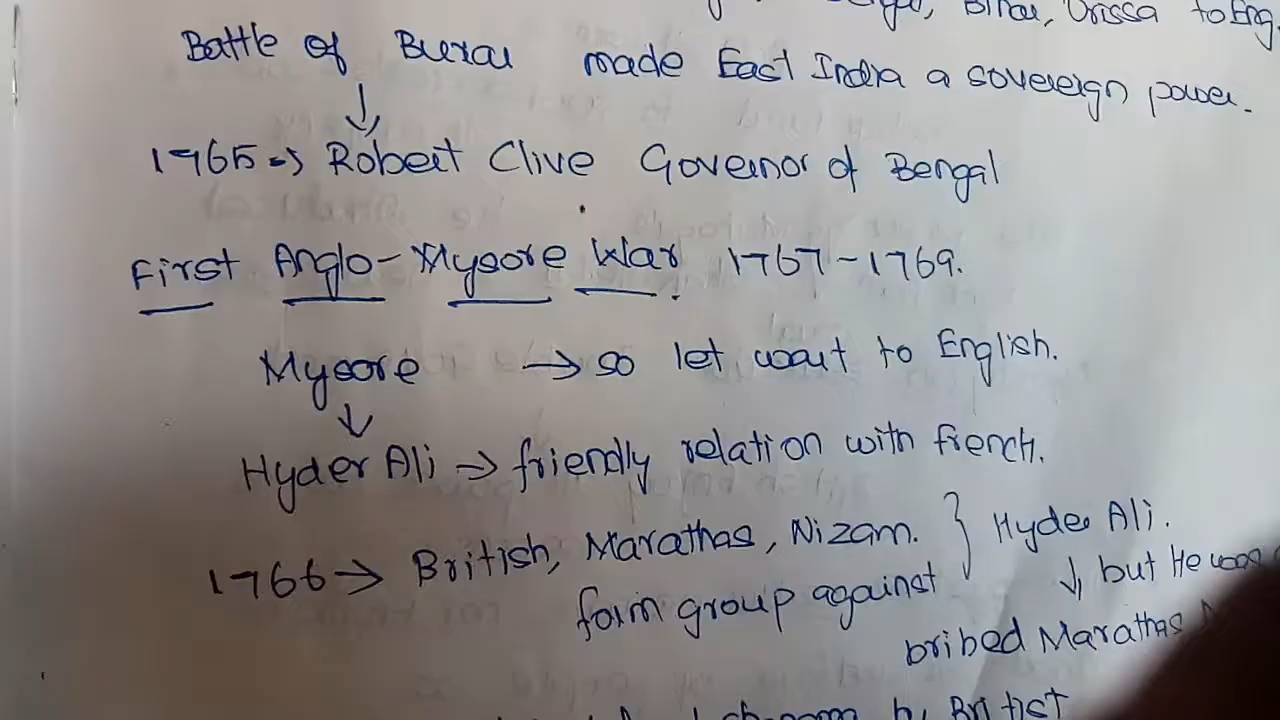 Bihar, Orissa to Eng.
Battle of Buxar made East India a sovereign power.
↓
1765 → Robert Clive Governor of Bengal
First Anglo-Mysore War 1767-1769.
Mysore → so let want to English.
↓
Hyder Ali → friendly relation with french.
1766 → British, Marathas, Nizam. } Hyder Ali.
form group against ↓ but He was
bribed Marathas
by British